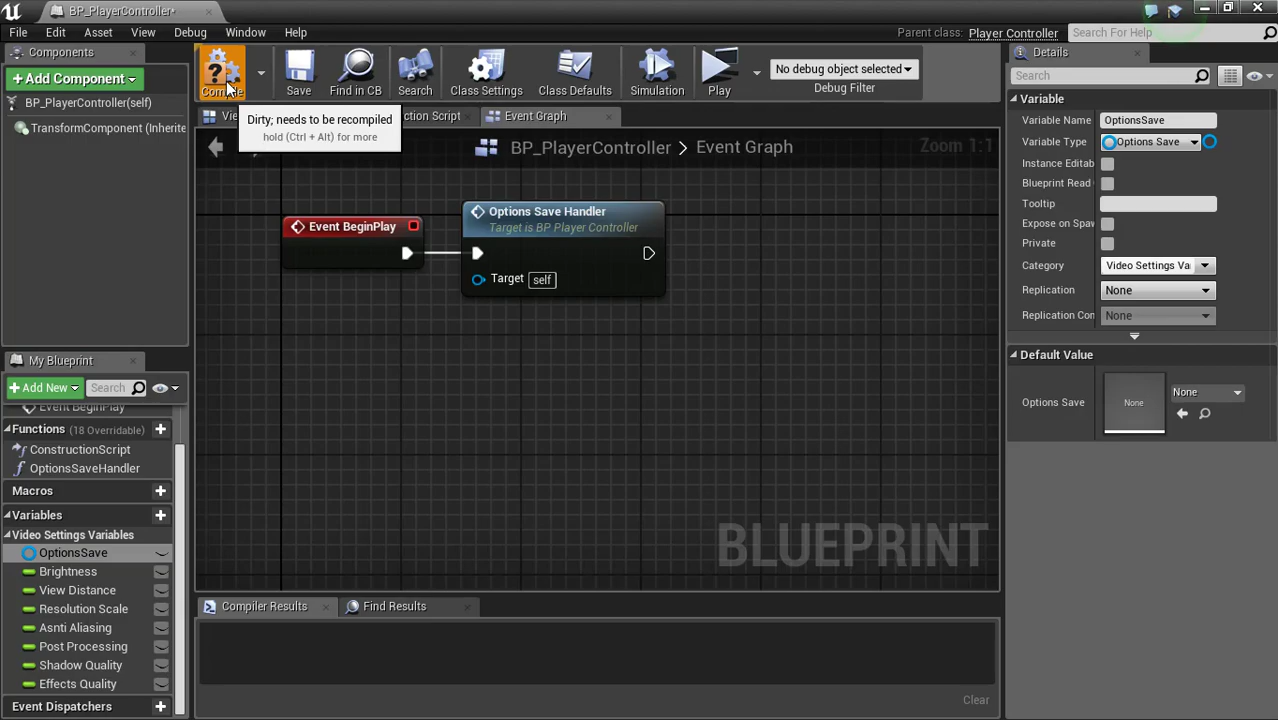 BP_PlayerController*
File Edit Asset View Debug Window Help
Parent class: Player Controller
Search For Help
Components
+Add Component
BP_PlayerController(self)
TransformComponent (Inherite
Compile
Save
Find in CB
Search
Class Settings
Class Defaults
Simulation
Play
No debug object selected
Debug Filter
Dirty; needs to be recompiled
hold (Ctrl + Alt) for more
ction Script
Event Graph
BP_PlayerController > Event Graph
Zoom 1:1
Event BeginPlay
Options Save Handler
Target is BP Player Controller
Target self
BLUEPRINT
My Blueprint
+Add New
Search
Event BeginPlay
Functions (18 Overridable)
ConstructionScript
OptionsSaveHandler
Macros
Variables
Video Settings Variables
OptionsSave
Brightness
View Distance
Resolution Scale
Asnti Aliasing
Post Processing
Shadow Quality
Effects Quality
Event Dispatchers
Compiler Results
Find Results
Clear
Details
Search
Variable
Variable Name OptionsSave
Variable Type Options Save
Instance Editab
Blueprint Read
Tooltip
Expose on Spav
Private
Category Video Settings Va
Replication None
Replication Con None
Default Value
Options Save None None